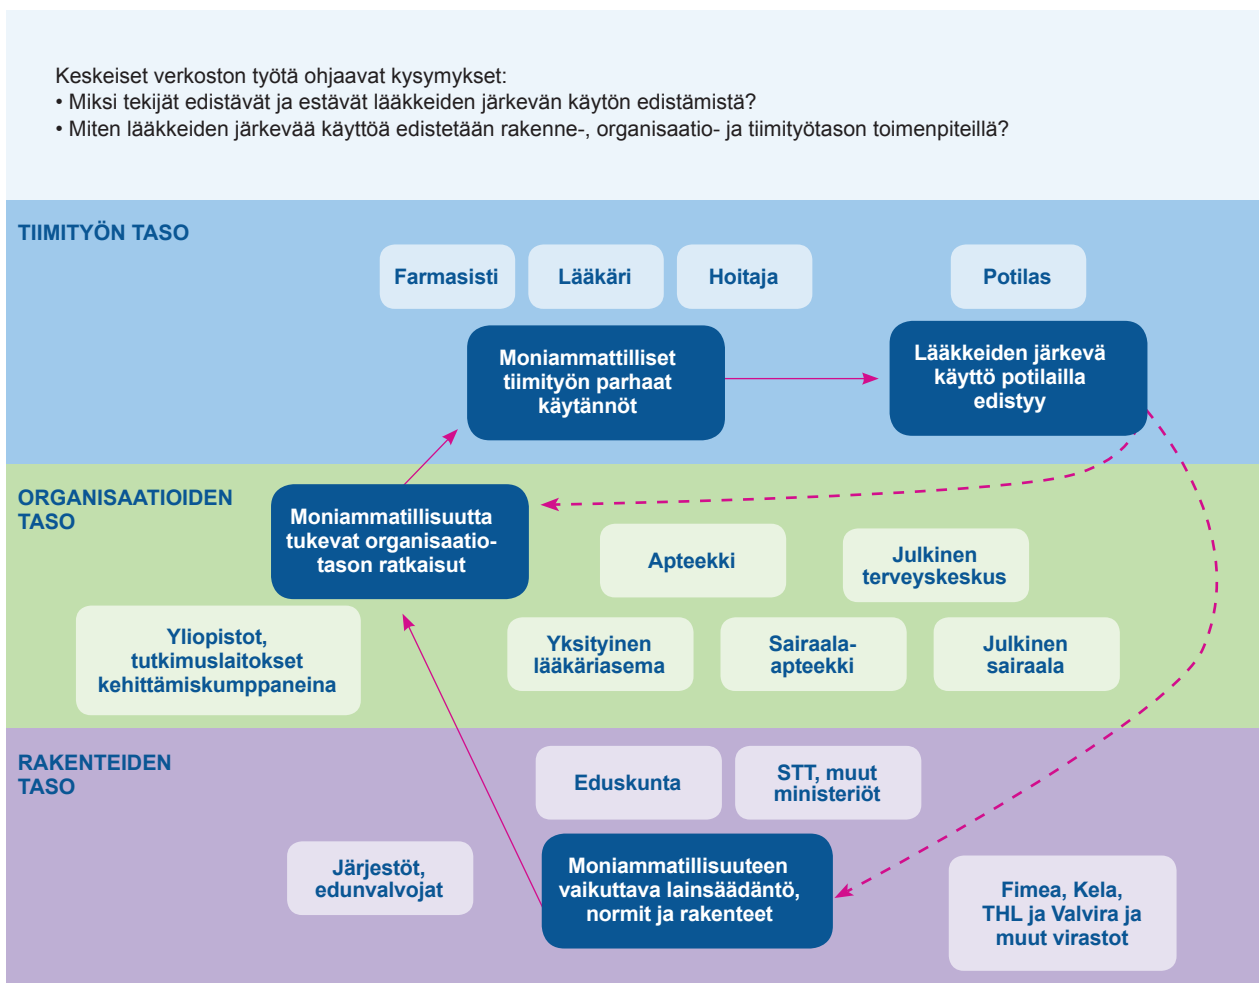 Keskeiset verkoston työtä ohjaavat kysymykset:
• Miksi tekijät edistävät ja estävät lääkkeiden järkevän käytön edistämistä?
• Miten lääkkeiden järkevää käyttöä edistetään rakenne-, organisaatio- ja tiimityötason toimenpiteillä?
TIIMITYÖN TASO
Farmasisti
Lääkäri
Hoitaja
Potilas
Moniammattilliset
tiimityön parhaat
käytännöt
Lääkkeiden järkevä
käyttö potilailla
edistyy
ORGANISAATIOIDEN
TASO
Moniammatillisuutta
tukevat organisaatio-
tason ratkaisut
Apteekki
Julkinen
terveyskeskus
Yliopistot,
tutkimuslaitokset
kehittämiskumppaneina
Yksityinen
lääkäriasema
Sairaala-
apteekki
Julkinen
sairaala
RAKENTEIDEN
TASO
Eduskunta
STT, muut
ministeriöt
Järjestöt,
edunvalvojat
Moniammatillisuuteen
vaikuttava lainsäädäntö,
normit ja rakenteet
Fimea, Kela,
THL ja Valvira ja
muut virastot